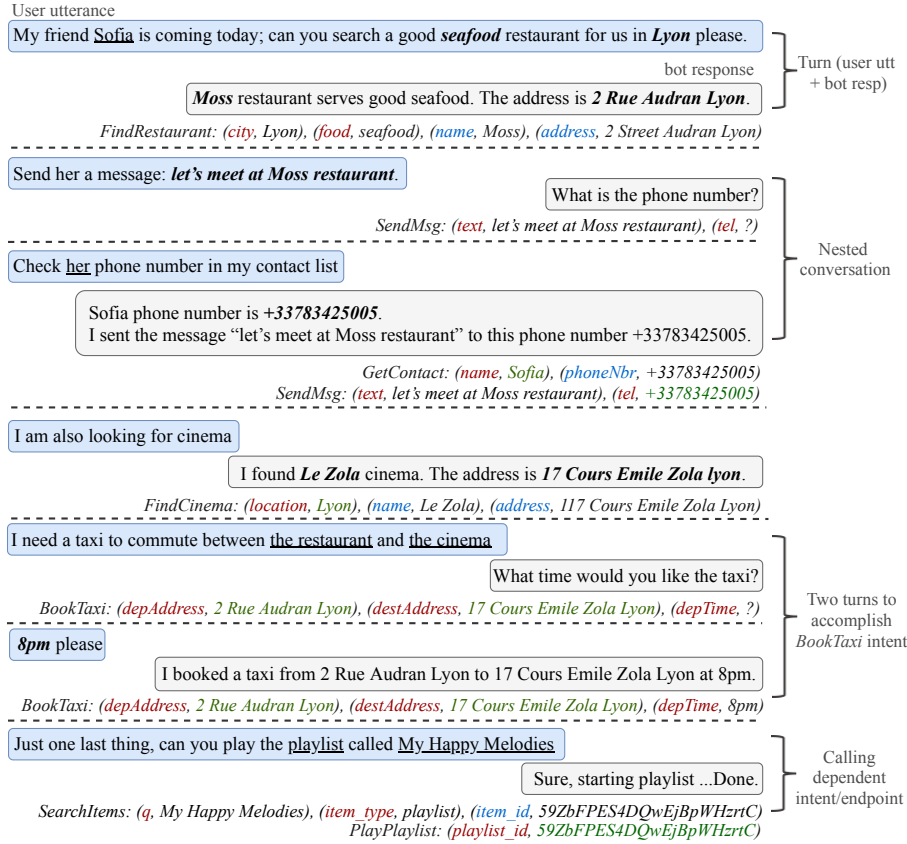 User utterance
My friend Sofia is coming today; can you search a good seafood restaurant for us in Lyon please.
Turn (user utt
+ bot resp)
bot response
Moss restaurant serves good seafood. The address is 2 Rue Audran Lyon.
FindRestaurant: (city, Lyon), (food, seafood), (name, Moss), (address, 2 Street Audran Lyon)
Send her a message: let's meet at Moss restaurant.
What is the phone number?
SendMsg: (text, let's meet at Moss restaurant), (tel, ?)
Nested
conversation
Check her phone number in my contact list
Sofia phone number is +33783425005.
I sent the message “let's meet at Moss restaurant” to this phone number +33783425005.
GetContact: (name, Sofia), (phoneNbr, +33783425005)
SendMsg: (text, let's meet at Moss restaurant), (tel, +33783425005)
I am also looking for cinema
I found Le Zola cinema. The address is 17 Cours Emile Zola lyon.
FindCinema: (location, Lyon), (name, Le Zola), (address, 117 Cours Emile Zola Lyon)
I need a taxi to commute between the restaurant and the cinema
What time would you like the taxi?
BookTaxi: (depAddress, 2 Rue Audran Lyon), (destAddress, 17 Cours Emile Zola Lyon), (depTime, ?)
Two turns to
accomplish
BookTaxi intent
8pm please
I booked a taxi from 2 Rue Audran Lyon to 17 Cours Emile Zola Lyon at 8pm.
BookTaxi: (depAddress, 2 Rue Audran Lyon), (destAddress, 17 Cours Emile Zola Lyon), (depTime, 8pm)
Just one last thing, can you play the playlist called My Happy Melodies
Sure, starting playlist ...Done.
Calling
dependent
intent/endpoint
SearchItems: (q, My Happy Melodies), (item_type, playlist), (item_id, 59ZbFPES4DQwEjBpWHzrtC)
PlayPlaylist: (playlist_id, 59ZbFPES4DQwEjBpWHzrtC)